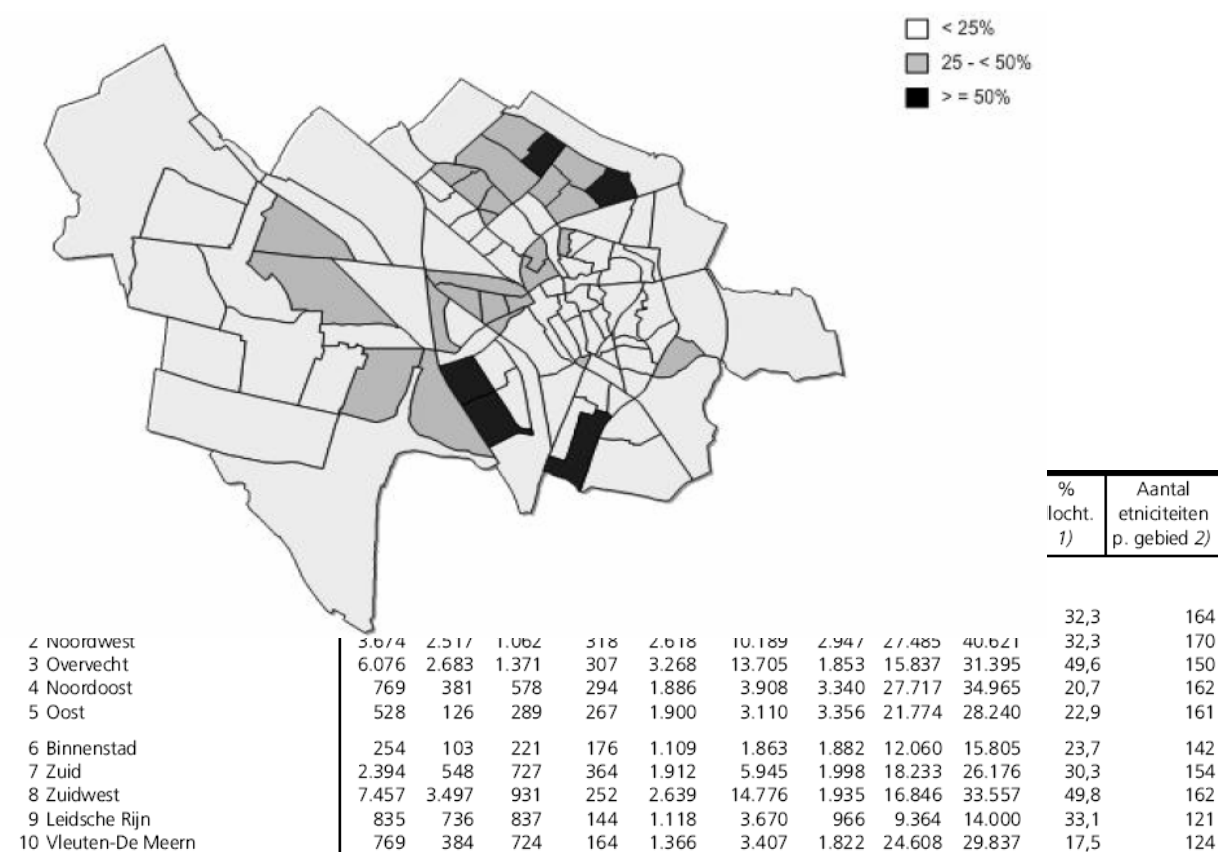 < 25%
25 - < 50%
> = 50%
% Aantal
locht. etniciteiten
1) p. gebied 2)
32,3 164
2 Noordwest 3.674 2.517 1.062 318 2.618 10.189 2.947 27.485 40.621 32,3 170
3 Overvecht 6.076 2.683 1.371 307 3.268 13.705 1.853 15.837 31.395 49,6 150
4 Noordoost 769 381 578 294 1.886 3.908 3.340 27.717 34.965 20,7 162
5 Oost 528 126 289 267 1.900 3.110 3.356 21.774 28.240 22,9 161
6 Binnenstad 254 103 221 176 1.109 1.863 1.882 12.060 15.805 23,7 142
7 Zuid 2.394 548 727 364 1.912 5.945 1.998 18.233 26.176 30,3 154
8 Zuidwest 7.457 3.497 931 252 2.639 14.776 1.935 16.846 33.557 49,8 162
9 Leidsche Rijn 835 736 837 144 1.118 3.670 966 9.364 14.000 33,1 121
10 Vleuten-De Meern 769 384 724 164 1.366 3.407 1.822 24.608 29.837 17,5 124